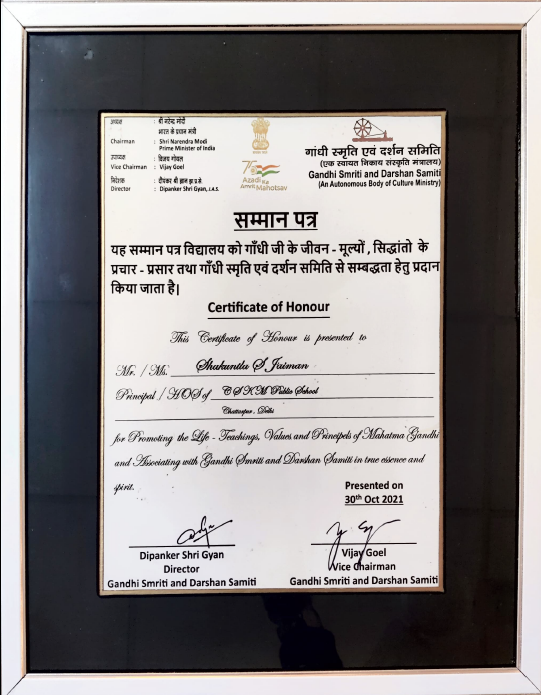 अध्यक्ष : श्री नरेन्द्र मोदी
भारत के प्रधान मंत्री
Chairman : Shri Narendra Modi
Prime Minister of India
उपाध्यक्ष : विजय गोयल
Vice Chairman : Vijay Goel
निदेशक : दीपंकर श्री ज्ञान
Director : Dipanker Shri Gyan, I.A.S.
75
Azadi Ka
Amrit Mahotsav
गांधी स्मृति एवं दर्शन समिति
(एक स्वायत निकाय संस्कृति मंत्रालय)
Gandhi Smriti and Darshan Samiti
(An Autonomous Body of Culture Ministry)
सम्मान पत्र
यह सम्मान पत्र विद्यालय को गाँधी जी के जीवन - मूल्यों , सिद्धांतो के
प्रचार - प्रसार तथा गाँधी स्मृति एवं दर्शन समिति से सम्बद्धता हेतु प्रदान
किया जाता है।
Certificate of Honour
This Certificate of Honour is presented to
Mr. / Ms. Shakuntla S Jaiman
Principal / HOS of C S K M Public School
Chattarpur, Delhi
for Promoting the Life - Teachings, Values and Principels of Mahatma Gandhi
and Associating with Gandhi Smriti and Darshan Samiti in true essence and
spirit.
Presented on
30th Oct 2021
Dipanker Shri Gyan
Director
Gandhi Smriti and Darshan Samiti
Vijay Goel
Vice Chairman
Gandhi Smriti and Darshan Samiti